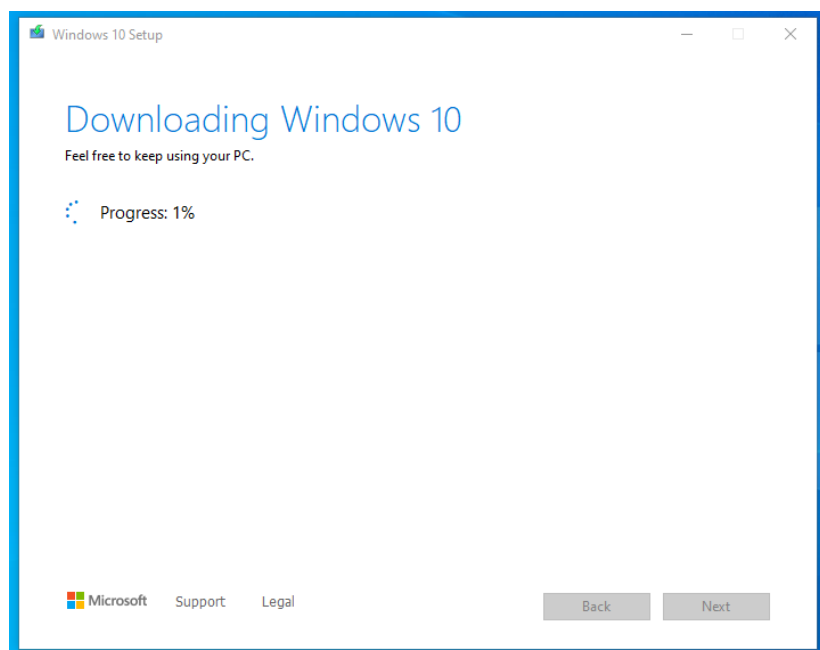 Windows 10 Setup
Downloading Windows 10
Feel free to keep using your PC.
Progress: 1%
Microsoft Support Legal Back Next